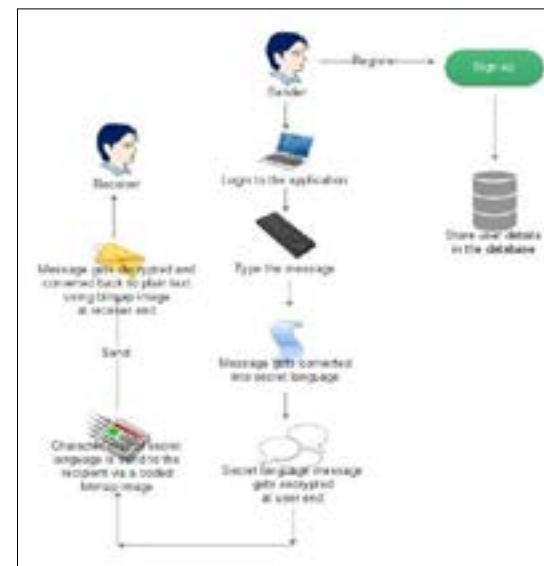 Register
Sign up
Sender
Login to the application
Receiver
Store user details
in the database
Message gets decrypted and
converted back to plain text
using bitmap image
at receiver end
Type the message
Send
Message gets converted
into secret language
Character of secret
language is send to the
recipient via a coded
bitmap image
Secret language message
gets encrypted
at user end